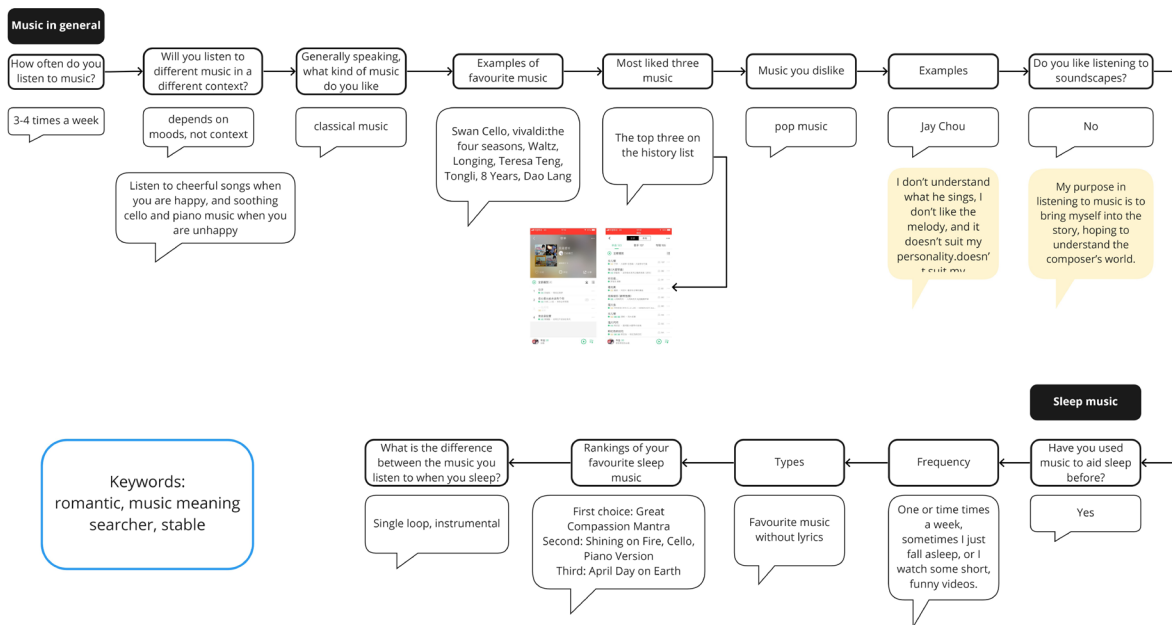 Music in general
How often do you
listen to music?
Will you listen to
different music in a
different context?
Generally speaking,
what kind of music
do you like
Examples of
favourite music
Most liked three
music
Music you dislike
Examples
Do you like listening to
soundscapes?
3-4 times a week
depends on
moods, not context
Listen to cheerful songs when
you are happy, and soothing
cello and piano music when you
are unhappy
classical music
Swan Cello, vivaldi:the
four seasons, Waltz,
Longing, Teresa Teng,
Tongli, 8 Years, Dao Lang
The top three on
the history list
pop music
Jay Chou
I don’t understand
what he sings, I
don’t like the
melody, and it
doesn’t suit my
personality.doesn’
t suit my
No
My purpose in
listening to music is to
bring myself into the
story, hoping to
understand the
composer’s world.
Sleep music
Have you used
music to aid sleep
before?
Yes
Frequency
One or time times
a week,
sometimes I just
fall asleep, or I
watch some short,
funny videos.
Types
Favourite music
without lyrics
Rankings of your
favourite sleep
music
First choice: Great
Compassion Mantra
Second: Shining on Fire, Cello,
Piano Version
Third: April Day on Earth
What is the difference
between the music you
listen to when you sleep?
Single loop, instrumental
Keywords:
romantic, music meaning
searcher, stable